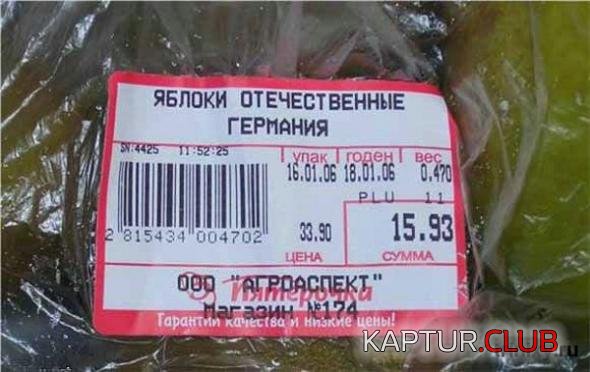 ЯБЛОКИ ОТЕЧЕСТВЕННЫЕ
ГЕРМАНИЯ
SN:4425 11:52:25
упак годен вес
16.01.06 18.01.06 0.470
PLU 11
2 815434 004702
33.90 15.93
ЦЕНА СУММА
ООО "АГРОАСПЕКТ"
Пятерочка
Магазин №174
Гарантии качества и низкие цены!
KAPTUR.CLUB